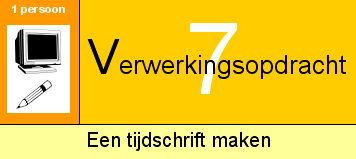 1 persoon
7
Verwerkingsopdracht
Een tijdschrift maken